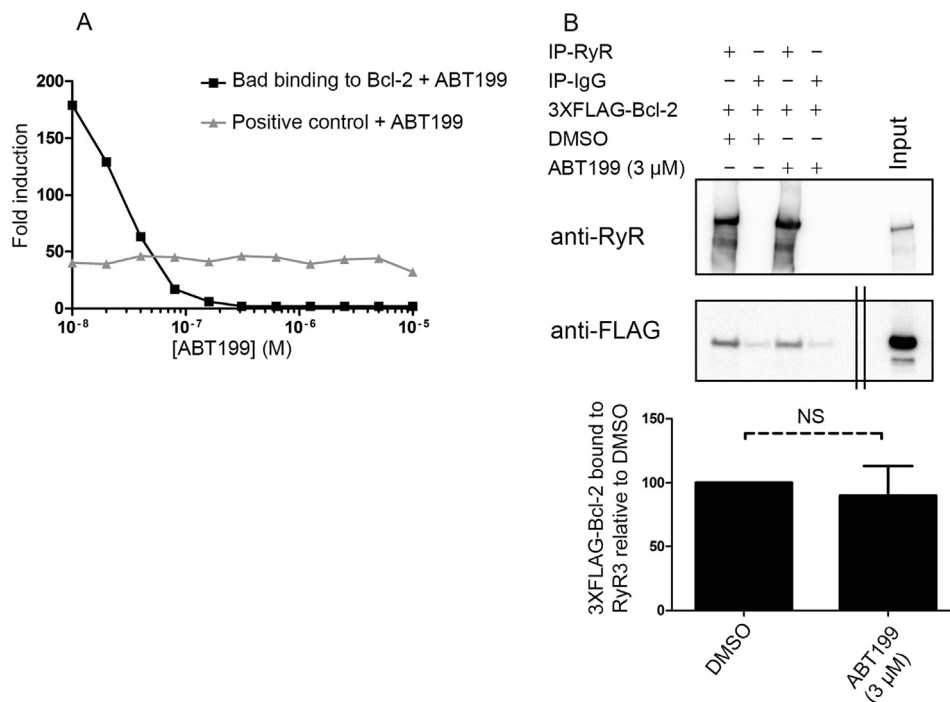 A
Fold induction
200
150
100
50
0
10⁻⁸
10⁻⁷
10⁻⁶
10⁻⁵
[ABT199] (M)
Bad binding to Bcl-2 + ABT199
Positive control + ABT199
B
IP-RyR + − + −
IP-IgG − + − +
3XFLAG-Bcl-2 + + + +
DMSO + + − −
ABT199 (3 µM) − − + +
Input
anti-RyR
anti-FLAG
3XFLAG-Bcl-2 bound to
RyR3 relative to DMSO
150
100
50
0
NS
DMSO
ABT199
(3 µM)